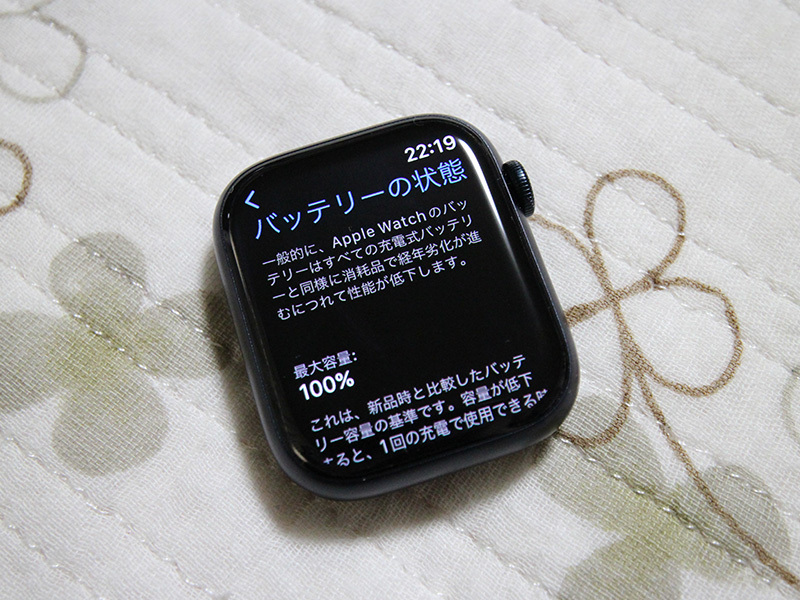 22:19
バッテリーの状態
一般的に、Apple Watchのバッ
テリーはすべての充電式バッテリ
ーと同様に消耗品で経年劣化が進
むにつれて性能が低下します。
最大容量:
100%
これは、新品時と比較したバッテ
リー容量の基準です。容量が低下
すると、1回の充電で使用できる時